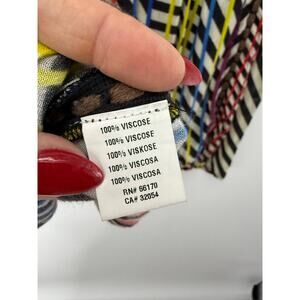 100% VISCOSE
100% VISCOSE
100% VISKOSE
100% VISCOSA
100% VISCOSA
RN# 66170
CA# 32054